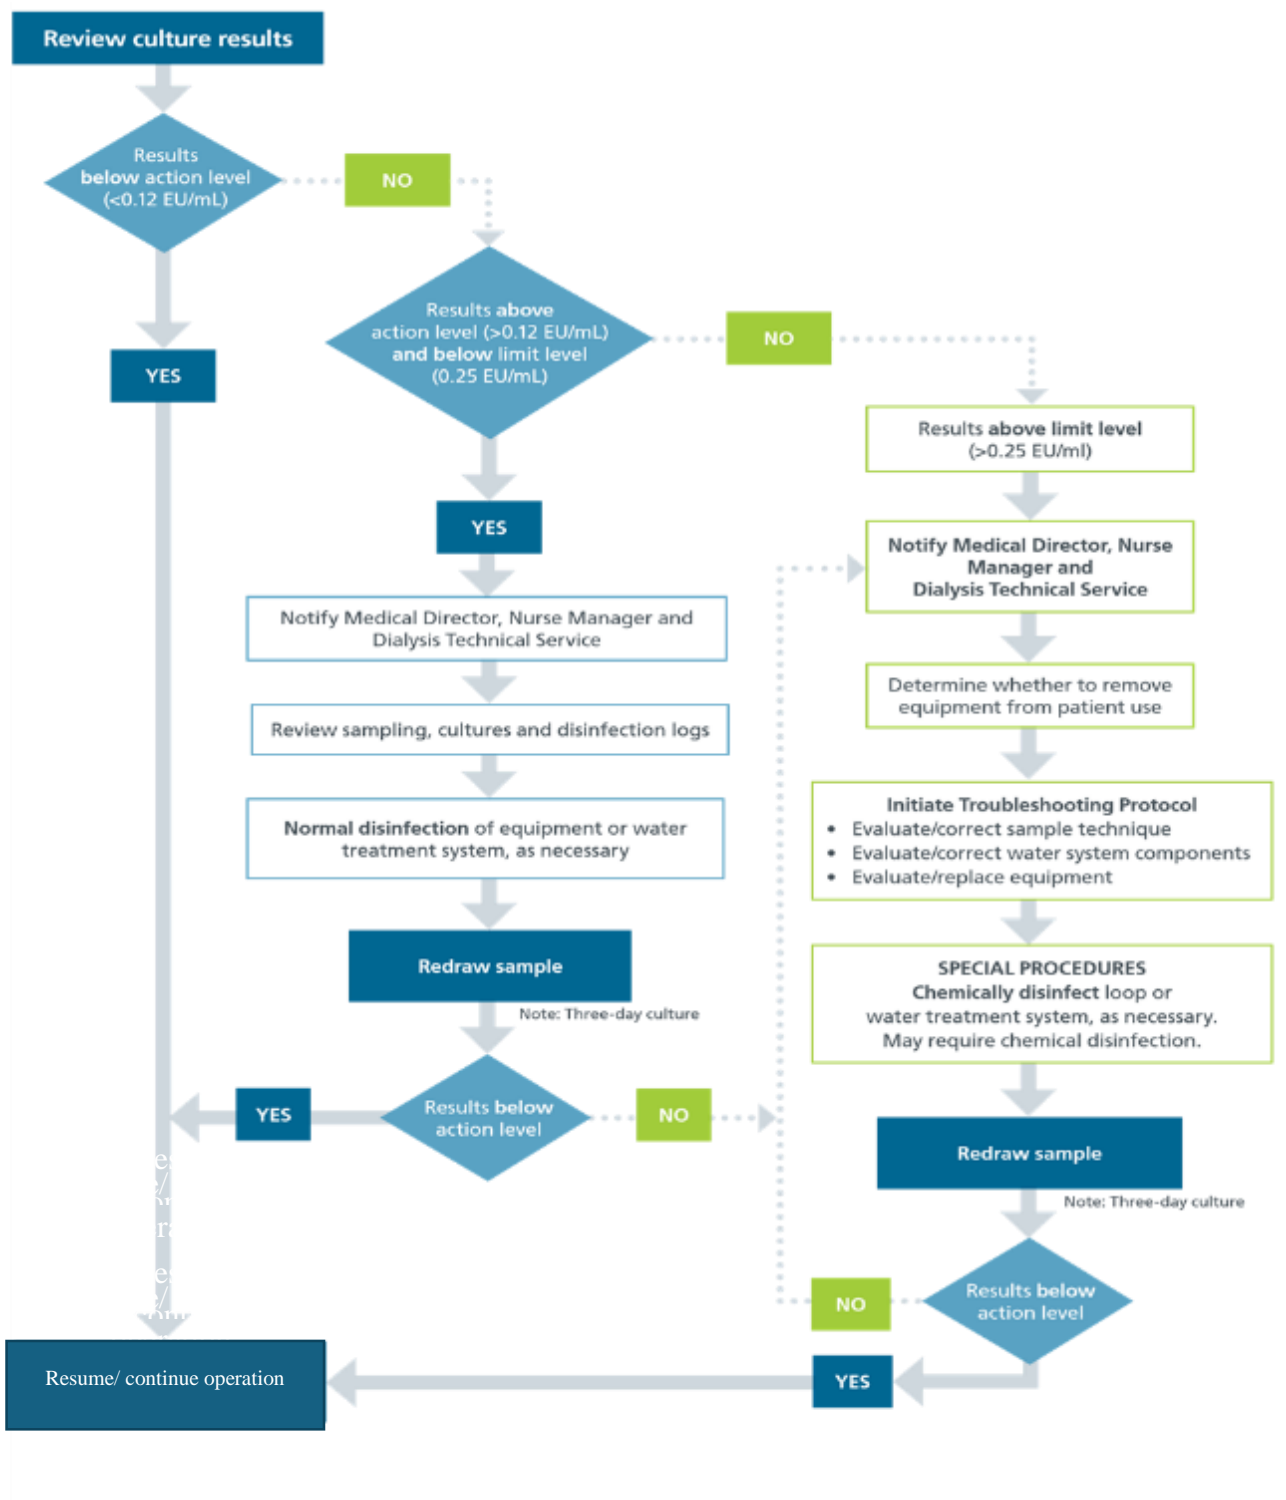 Review culture results
Results
below action level
(<0.12 EU/mL)
NO
YES
Results above
action level (>0.12 EU/mL)
and below limit level
(0.25 EU/mL)
NO
YES
Notify Medical Director, Nurse Manager and
Dialysis Technical Service
Review sampling, cultures and disinfection logs
Normal disinfection of equipment or water
treatment system, as necessary
Redraw sample
Note: Three-day culture
Results below
action level
YES
NO
Results above limit level
(>0.25 EU/ml)
Notify Medical Director, Nurse
Manager and
Dialysis Technical Service
Determine whether to remove
equipment from patient use
Initiate Troubleshooting Protocol
• Evaluate/correct sample technique
• Evaluate/correct water system components
• Evaluate/replace equipment
SPECIAL PROCEDURES
Chemically disinfect loop or
water treatment system, as necessary.
May require chemical disinfection.
Redraw sample
Note: Three-day culture
Results below
action level
NO
YES
Resume/ continue operation